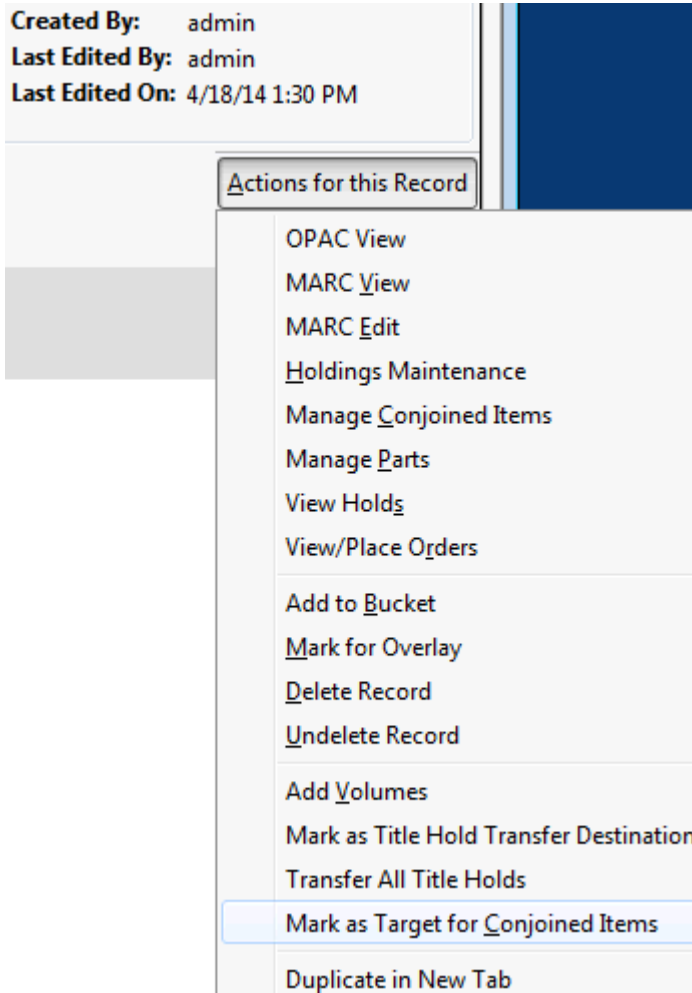 Created By: admin
Last Edited By: admin
Last Edited On: 4/18/14 1:30 PM
Actions for this Record
OPAC View
MARC View
MARC Edit
Holdings Maintenance
Manage Conjoined Items
Manage Parts
View Holds
View/Place Orders
Add to Bucket
Mark for Overlay
Delete Record
Undelete Record
Add Volumes
Mark as Title Hold Transfer Destination
Transfer All Title Holds
Mark as Target for Conjoined Items
Duplicate in New Tab